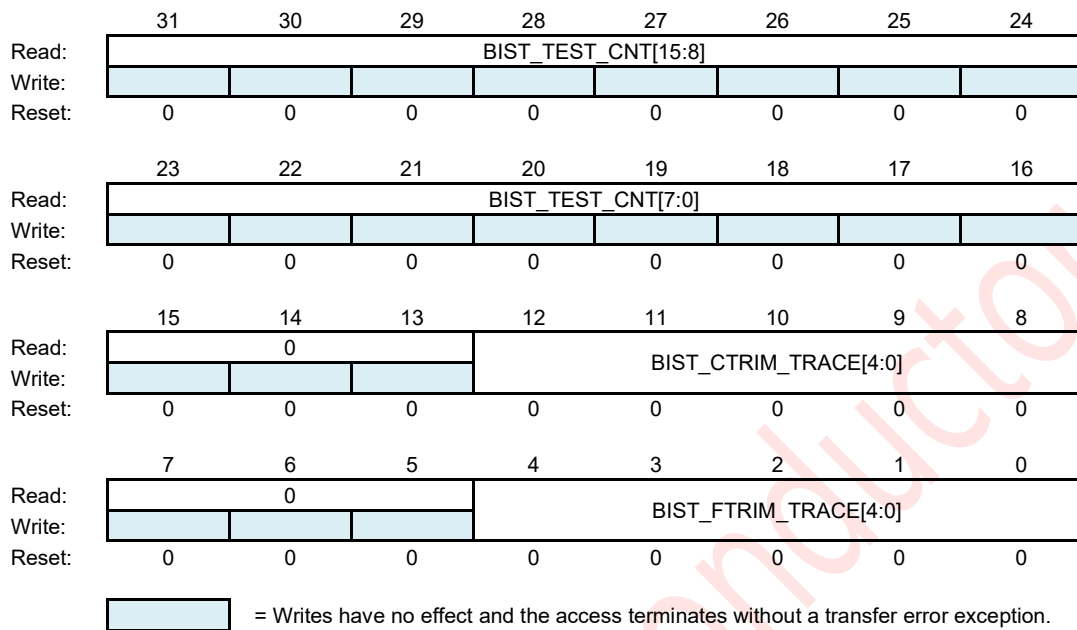 31 30 29 28 27 26 25 24
Read: BIST_TEST_CNT[15:8]
Write:
Reset: 0 0 0 0 0 0 0 0
23 22 21 20 19 18 17 16
Read: BIST_TEST_CNT[7:0]
Write:
Reset: 0 0 0 0 0 0 0 0
15 14 13 12 11 10 9 8
Read: 0 BIST_CTRIM_TRACE[4:0]
Write:
Reset: 0 0 0 0 0 0 0 0
7 6 5 4 3 2 1 0
Read: 0 BIST_FTRIM_TRACE[4:0]
Write:
Reset: 0 0 0 0 0 0 0 0
= Writes have no effect and the access terminates without a transfer error exception.
onductor